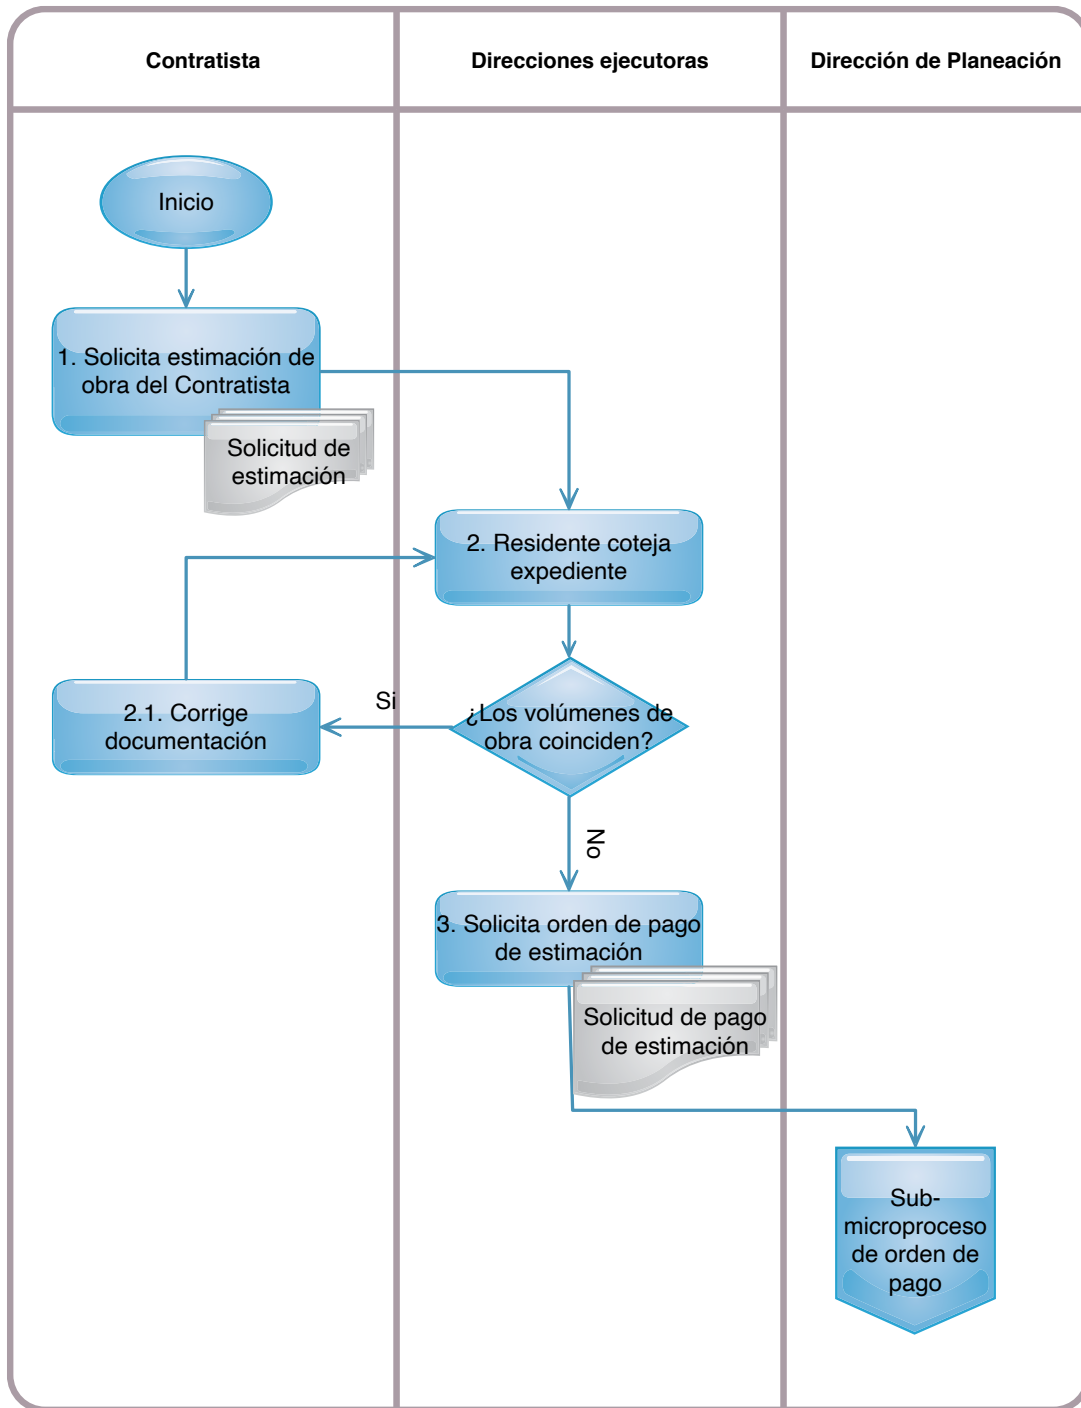 Contratista
Direcciones ejecutoras
Dirección de Planeación
Inicio
1. Solicita estimación de
obra del Contratista
Solicitud de
estimación
2. Residente coteja
expediente
2.1. Corrige
documentación
Si
¿Los volúmenes de
obra coinciden?
No
3. Solicita orden de pago
de estimación
Solicitud de pago
de estimación
Sub-
microproceso
de orden de
pago